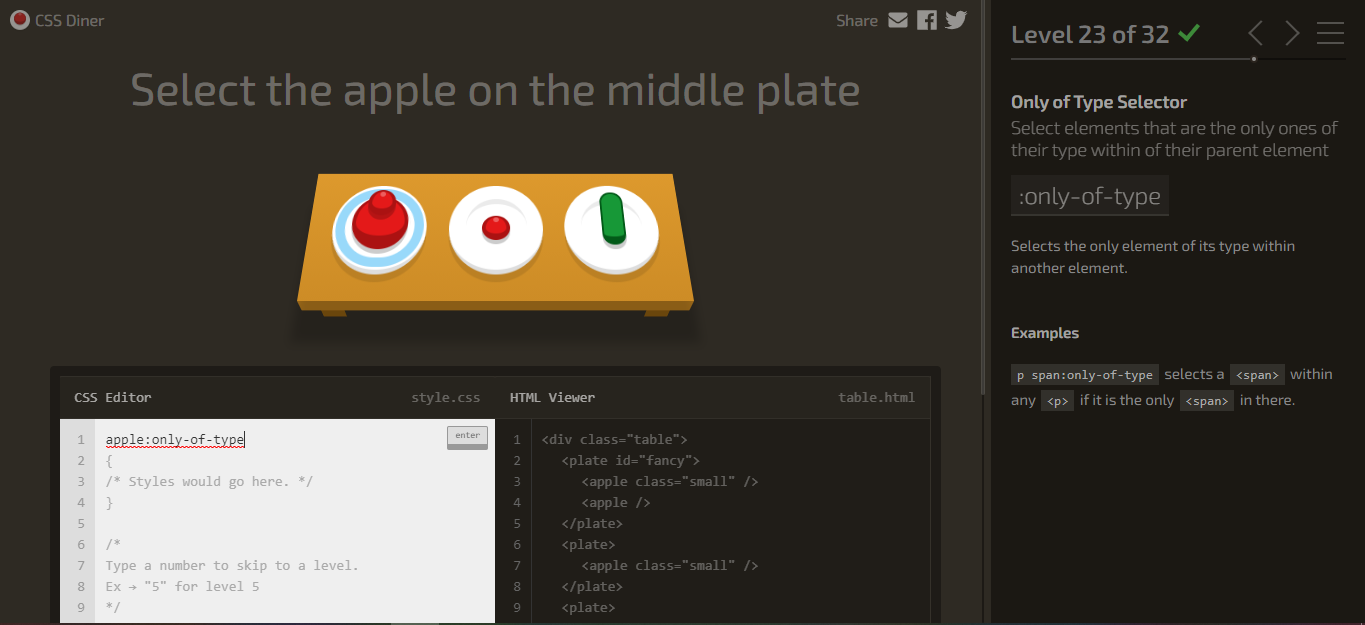 CSS Diner
Share
Select the apple on the middle plate
CSS Editor
style.css
HTML Viewer
table.html
1
apple:only-of-type
enter
2
{
3
/* Styles would go here. */
4
}
5
6
/*
7
Type a number to skip to a level.
8
Ex → "5" for level 5
9
*/
1
<div class="table">
2
<plate id="fancy">
3
<apple class="small" />
4
<apple />
5
</plate>
6
<plate>
7
<apple class="small" />
8
</plate>
9
<plate>
Level 23 of 32
Only of Type Selector
Select elements that are the only ones of
their type within of their parent element
:only-of-type
Selects the only element of its type within
another element.
Examples
p span:only-of-type selects a <span> within
any <p> if it is the only <span> in there.